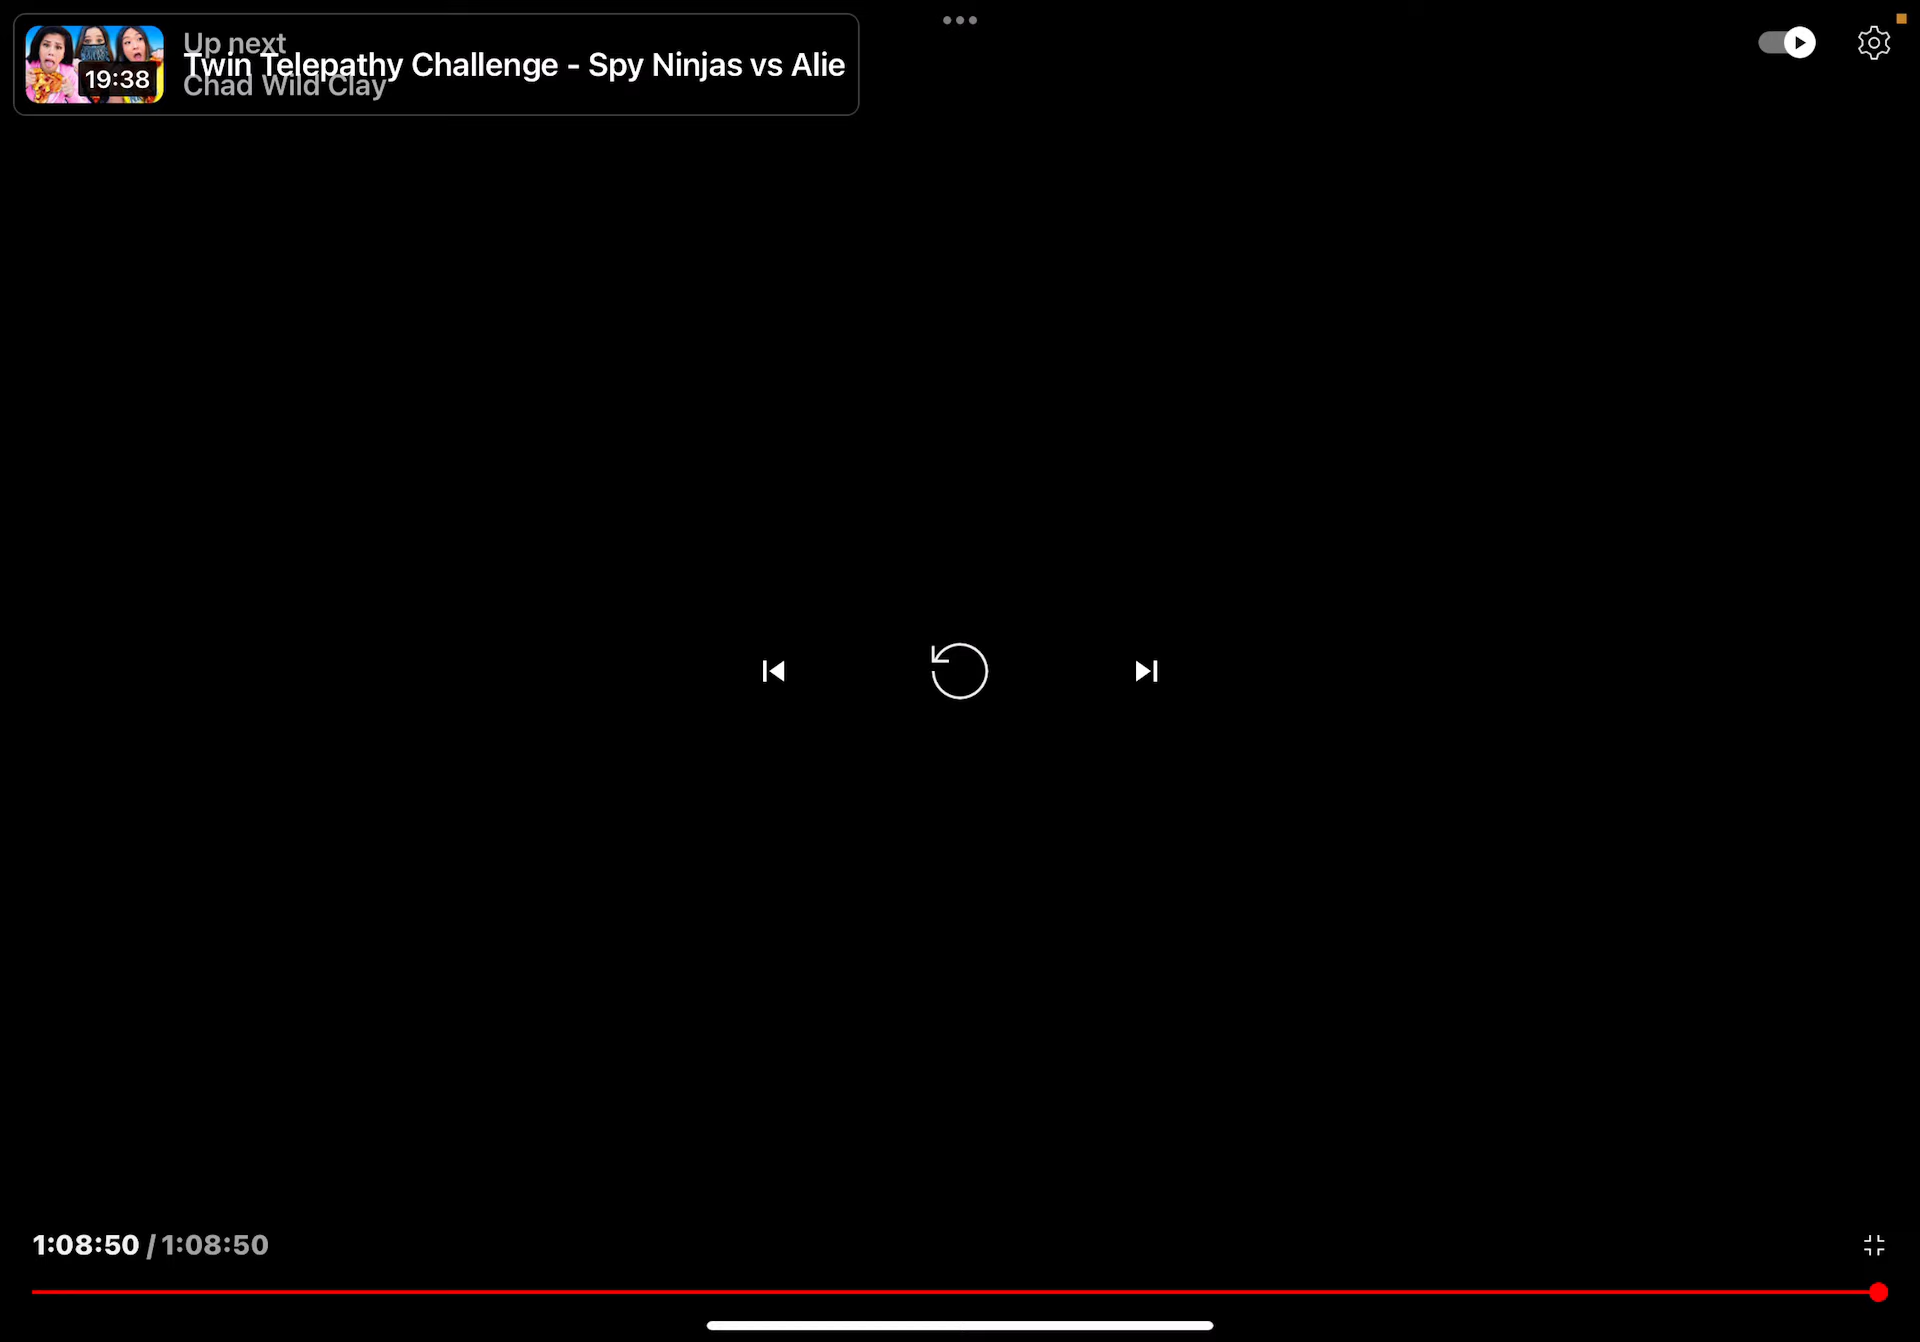 Up next
Twin Telepathy Challenge - Spy Ninjas vs Alie
Chad Wild Clay
19:38
1:08:50 / 1:08:50